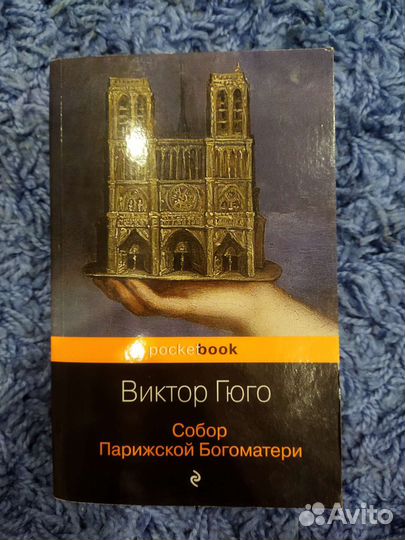 pocketbook
Виктор Гюго
Собор
Парижской Богоматери
Avito